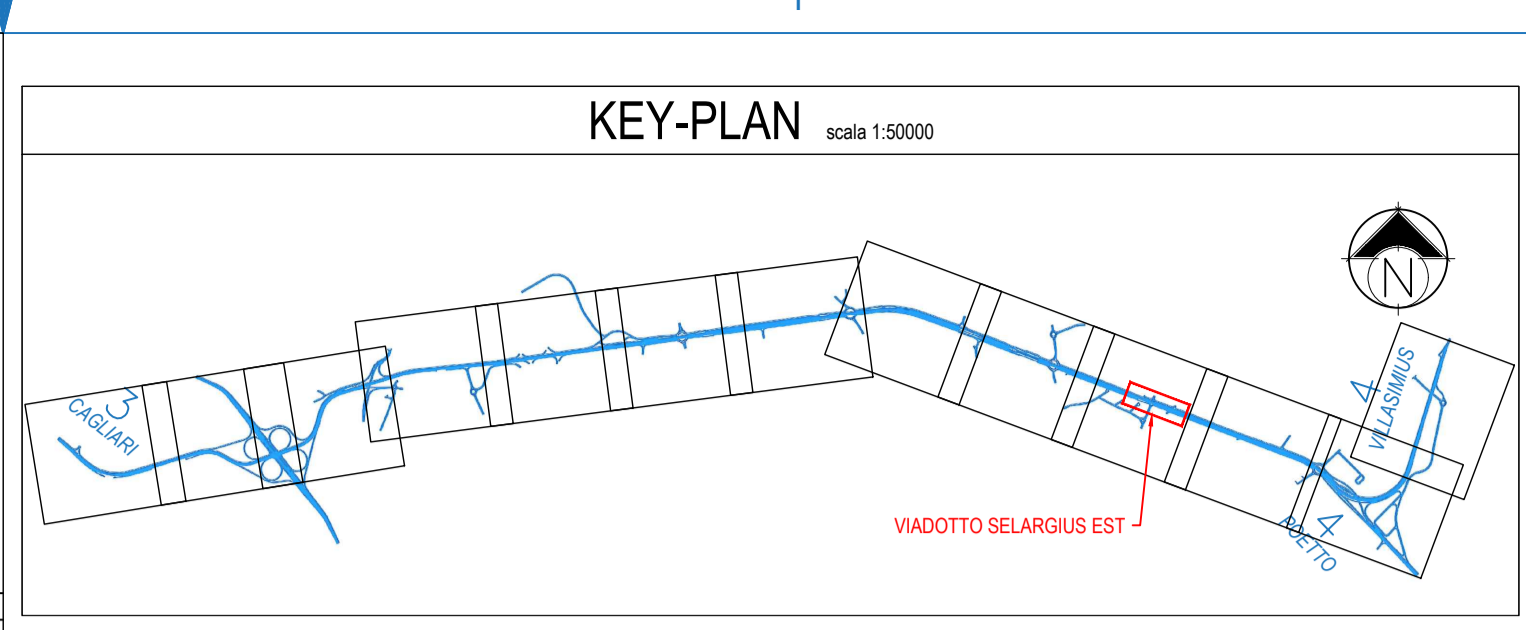 KEY-PLAN scala 1:50000
N
3
CAGLIARI
4
VILLASIMIUS
VIADOTTO SELARGIUS EST
4
POETTO